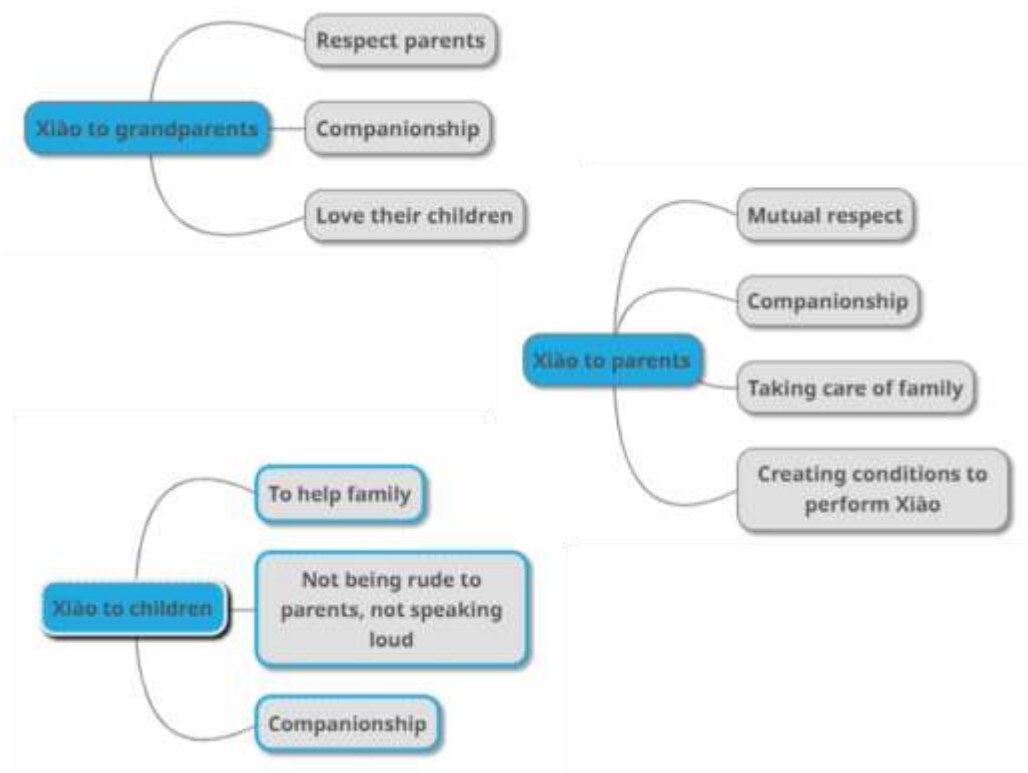 Respect parents
Xiào to grandparents
Companionship
Love their children
Mutual respect
Companionship
Xiào to parents
Taking care of family
Creating conditions to
perform Xiào
To help family
Xiào to children
Not being rude to
parents, not speaking
loud
Companionship